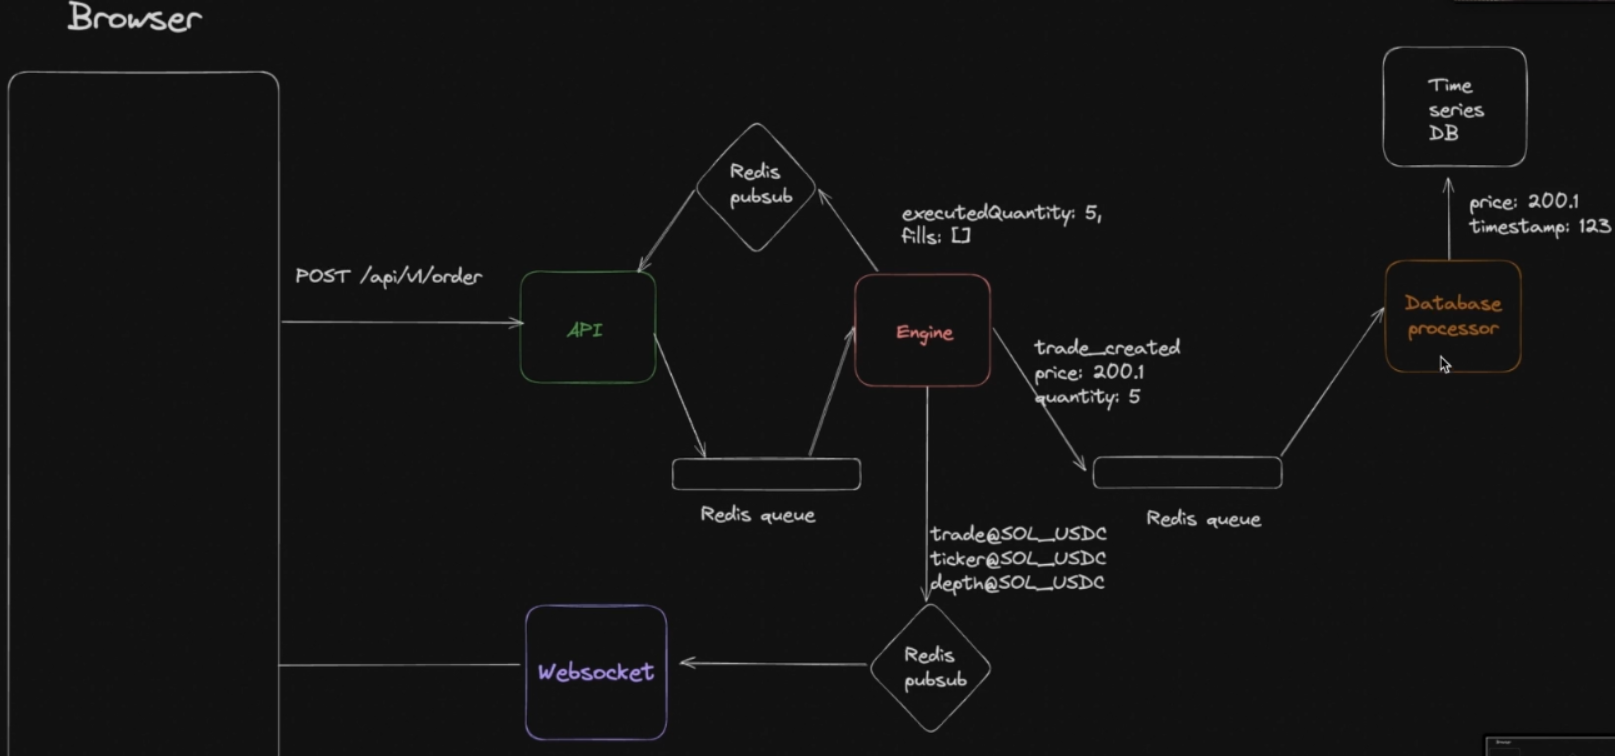 Browser
Time
series
DB
Redis
pubsub
executedQuantity: 5,
fills: []
price: 200.1
timestamp: 123
POST /api/v1/order
API
Engine
Database
processor
trade_created
price: 200.1
quantity: 5
Redis queue
Redis queue
trade@SOL_USDC
ticker@SOL_USDC
depth@SOL_USDC
Websocket
Redis
pubsub